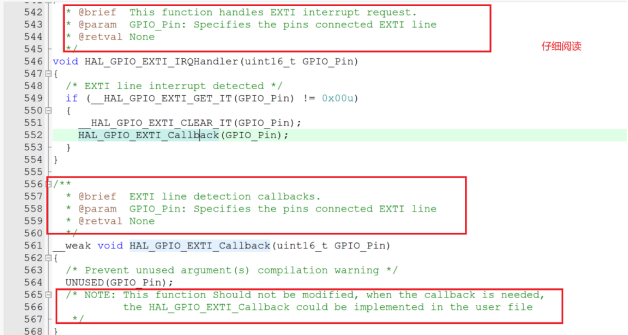 542 * @brief This function handles EXTI interrupt request.
543 * @param GPIO_Pin: Specifies the pins connected EXTI line
544 * @retval None
545 */
仔细阅读
546 void HAL_GPIO_EXTI_IRQHandler(uint16_t GPIO_Pin)
547 {
548 /* EXTI line interrupt detected */
549 if (__HAL_GPIO_EXTI_GET_IT(GPIO_Pin) != 0x00u)
550 {
551 __HAL_GPIO_EXTI_CLEAR_IT(GPIO_Pin);
552 HAL_GPIO_EXTI_Callback(GPIO_Pin);
553 }
554 }
555
556 /**
557 * @brief EXTI line detection callbacks.
558 * @param GPIO_Pin: Specifies the pins connected EXTI line
559 * @retval None
560 */
561 __weak void HAL_GPIO_EXTI_Callback(uint16_t GPIO_Pin)
562 {
563 /* Prevent unused argument(s) compilation warning */
564 UNUSED(GPIO_Pin);
565 /* NOTE: This function Should not be modified, when the callback is needed,
566 the HAL_GPIO_EXTI_Callback could be implemented in the user file
567 */
568 }